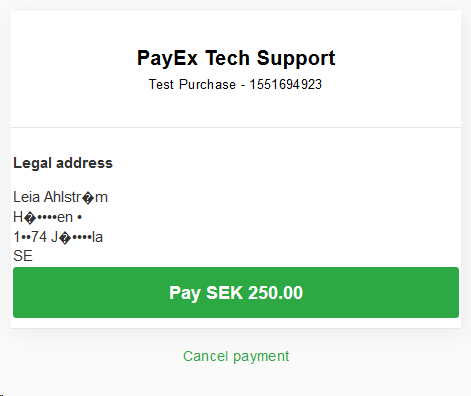 PayEx Tech Support
Test Purchase - 1551694923
Legal address
Leia Ahlstr�m
H�••••en •
1••74 J�••••la
SE
Pay SEK 250.00
Cancel payment